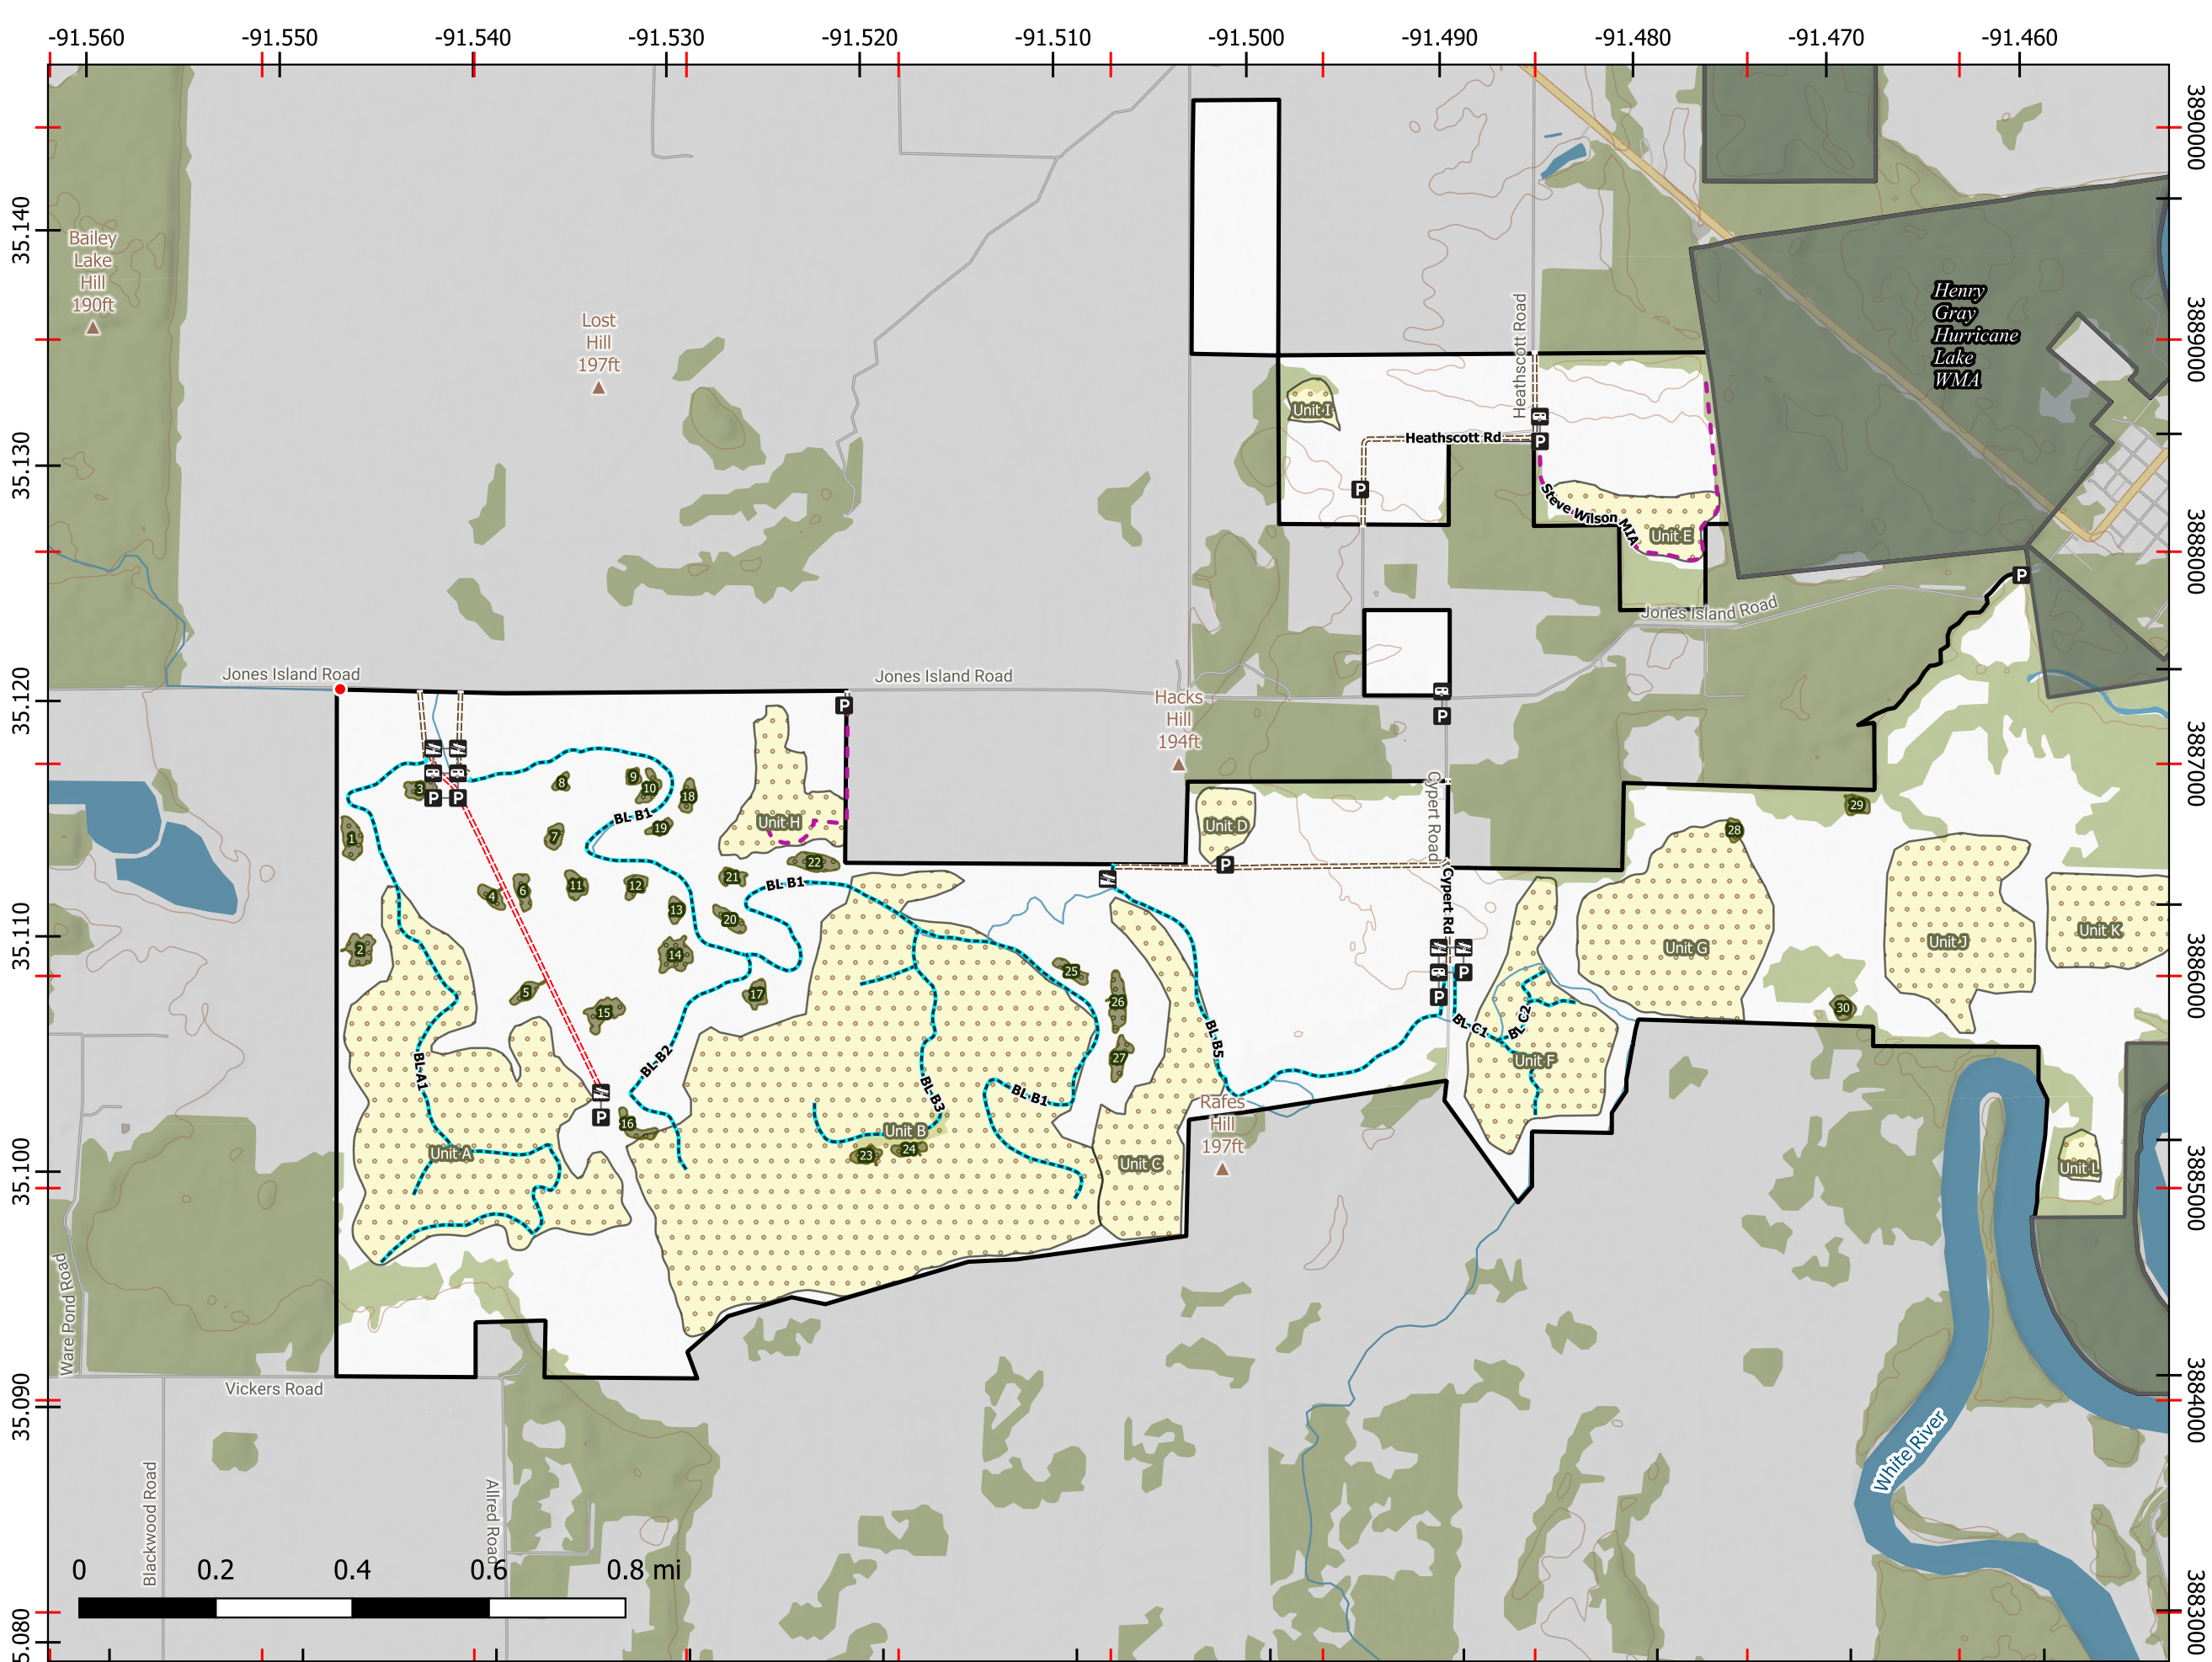 -91.560 -91.550 -91.540 -91.530 -91.520 -91.510 -91.500 -91.490 -91.480 -91.470 -91.460
3890000
35.140
Bailey
Lake
Hill
190ft
Lost
Hill
197ft
Henry
Gray
Hurricane
Lake
WMA
Heathscott Road
3889000
Unit I
Heathscott Rd
P
35.130
P
Steve Wilson MIA
Unit E
3888000
P
Jones Island Road
Jones Island Road
Jones Island Road
35.120
P
Hacks
Hill
194ft
P
3887000
3
P
P
8
9
10
18
BL B1
19
7
1
Unit H
22
Unit D
Cypert Road
P
28
29
4
6
11
12
21
BL B1
13
20
Cypert Rd
35.110
2
14
25
Unit G
Unit J
Unit K
3886000
5
17
15
26
P
P
30
BL A1
BL B2
BL B3
BL B1
27
BL B5
BL C1
BL C2
Unit F
P
16
Unit B
23
24
Rafes
Hill
197ft
Unit A
Unit C
Unit L
35.100
3885000
Ware Pond Road
Vickers Road
35.090
3884000
White River
Blackwood Road
Allred Road
0 0.2 0.4 0.6 0.8 mi
5.080
3883000